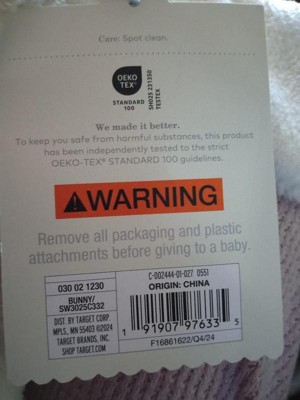 Care: Spot clean.
OEKO
TEX®
STANDARD
100
SH025 231350
TESTEX
We made it better.
To keep you safe from harmful substances, this product
has been independently tested to the strict
OEKO-TEX® STANDARD 100 guidelines.
WARNING
Remove all packaging and plastic
attachments before giving to a baby.
030 02 1230
BUNNY/
SW3025C332
DIST. BY TARGET CORP.
MPLS, MN 55403 ©2024
TARGET BRANDS, INC.
SHOP TARGET.COM
C-002444-01-027 0551
ORIGIN: CHINA
1 91907 97633 5
F16861622/Q4/24